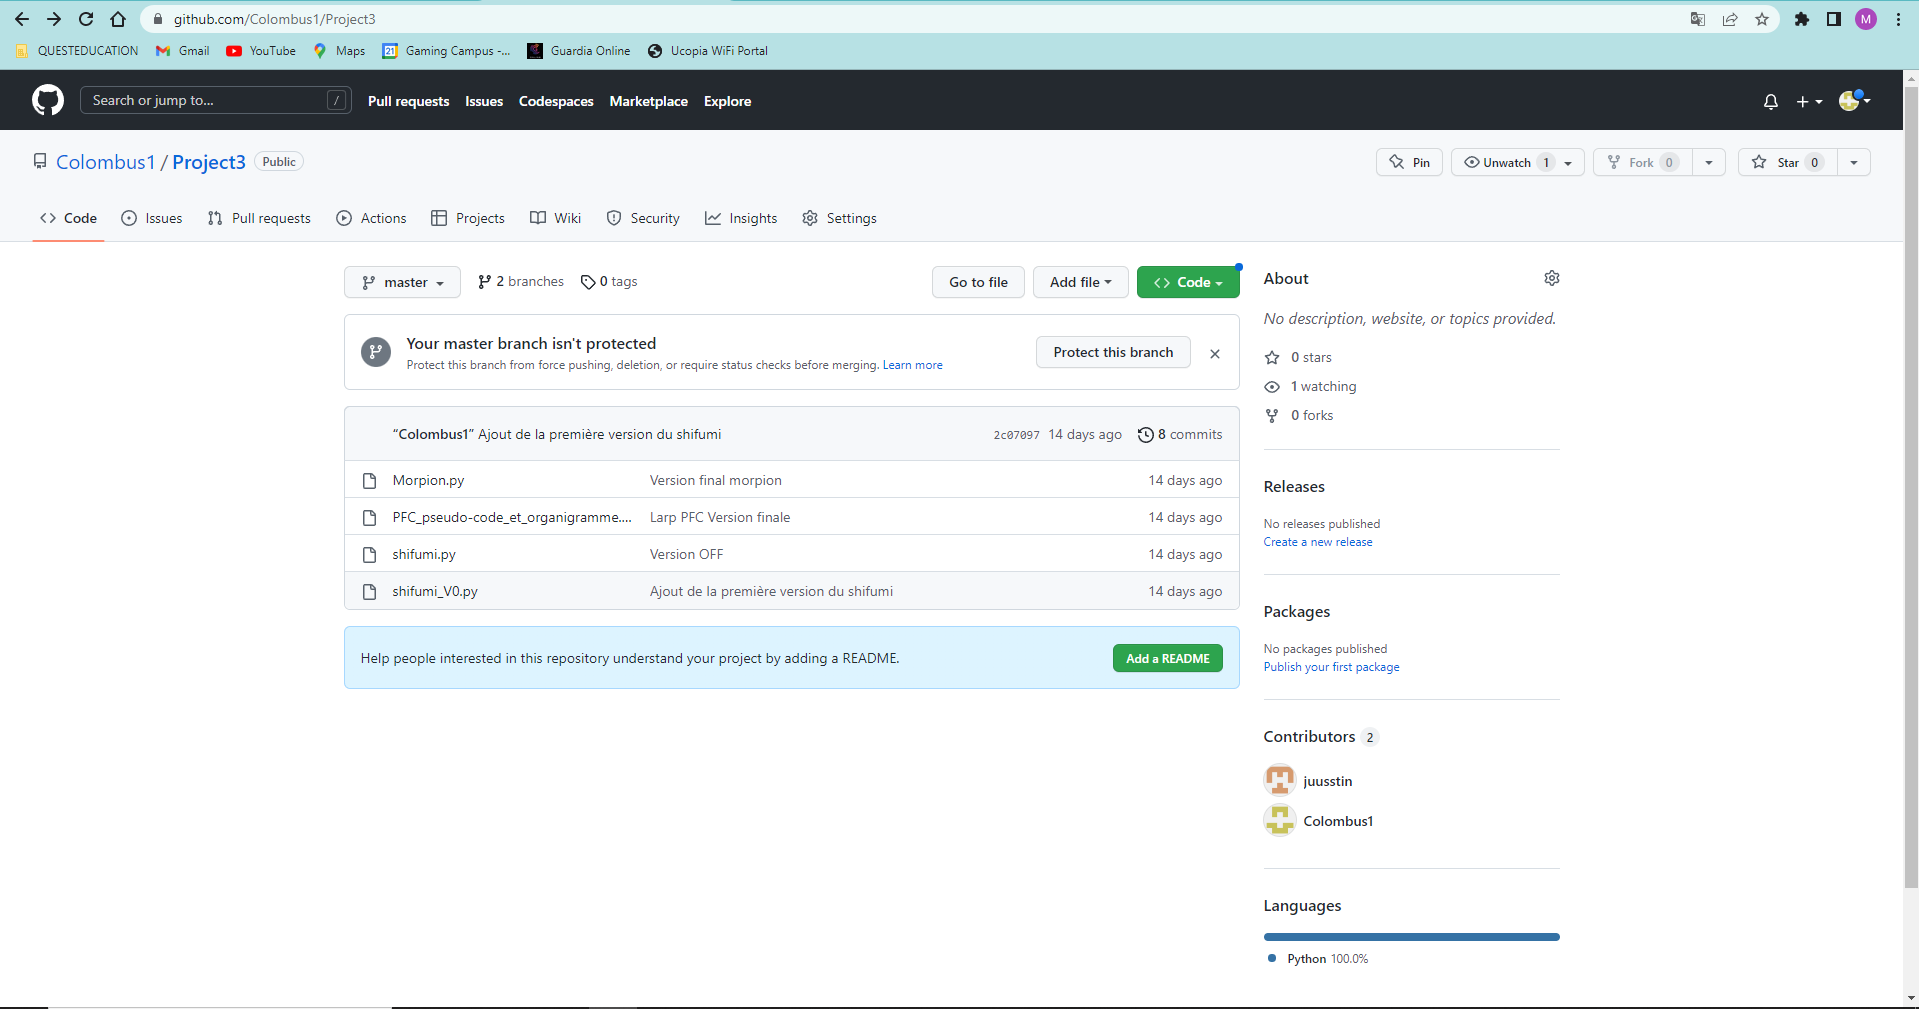 github.com/Colombus1/Project3
M
QUESTEDUCATION Gmail YouTube Maps 21 Gaming Campus -... Guardia Online Ucopia WiFi Portal
Search or jump to... / Pull requests Issues Codespaces Marketplace Explore
Colombus1 / Project3 Public
Pin Unwatch 1 Fork 0 Star 0
Code Issues Pull requests Actions Projects Wiki Security Insights Settings
master 2 branches 0 tags Go to file Add file Code
Your master branch isn't protected
Protect this branch from force pushing, deletion, or require status checks before merging. Learn more
Protect this branch
“Colombus1” Ajout de la première version du shifumi 2c07097 14 days ago 8 commits
Morpion.py Version final morpion 14 days ago
PFC_pseudo-code_et_organigramme.... Larp PFC Version finale 14 days ago
shifumi.py Version OFF 14 days ago
shifumi_V0.py Ajout de la première version du shifumi 14 days ago
Help people interested in this repository understand your project by adding a README. Add a README
About
No description, website, or topics provided.
0 stars
1 watching
0 forks
Releases
No releases published
Create a new release
Packages
No packages published
Publish your first package
Contributors 2
juusstin
Colombus1
Languages
Python 100.0%